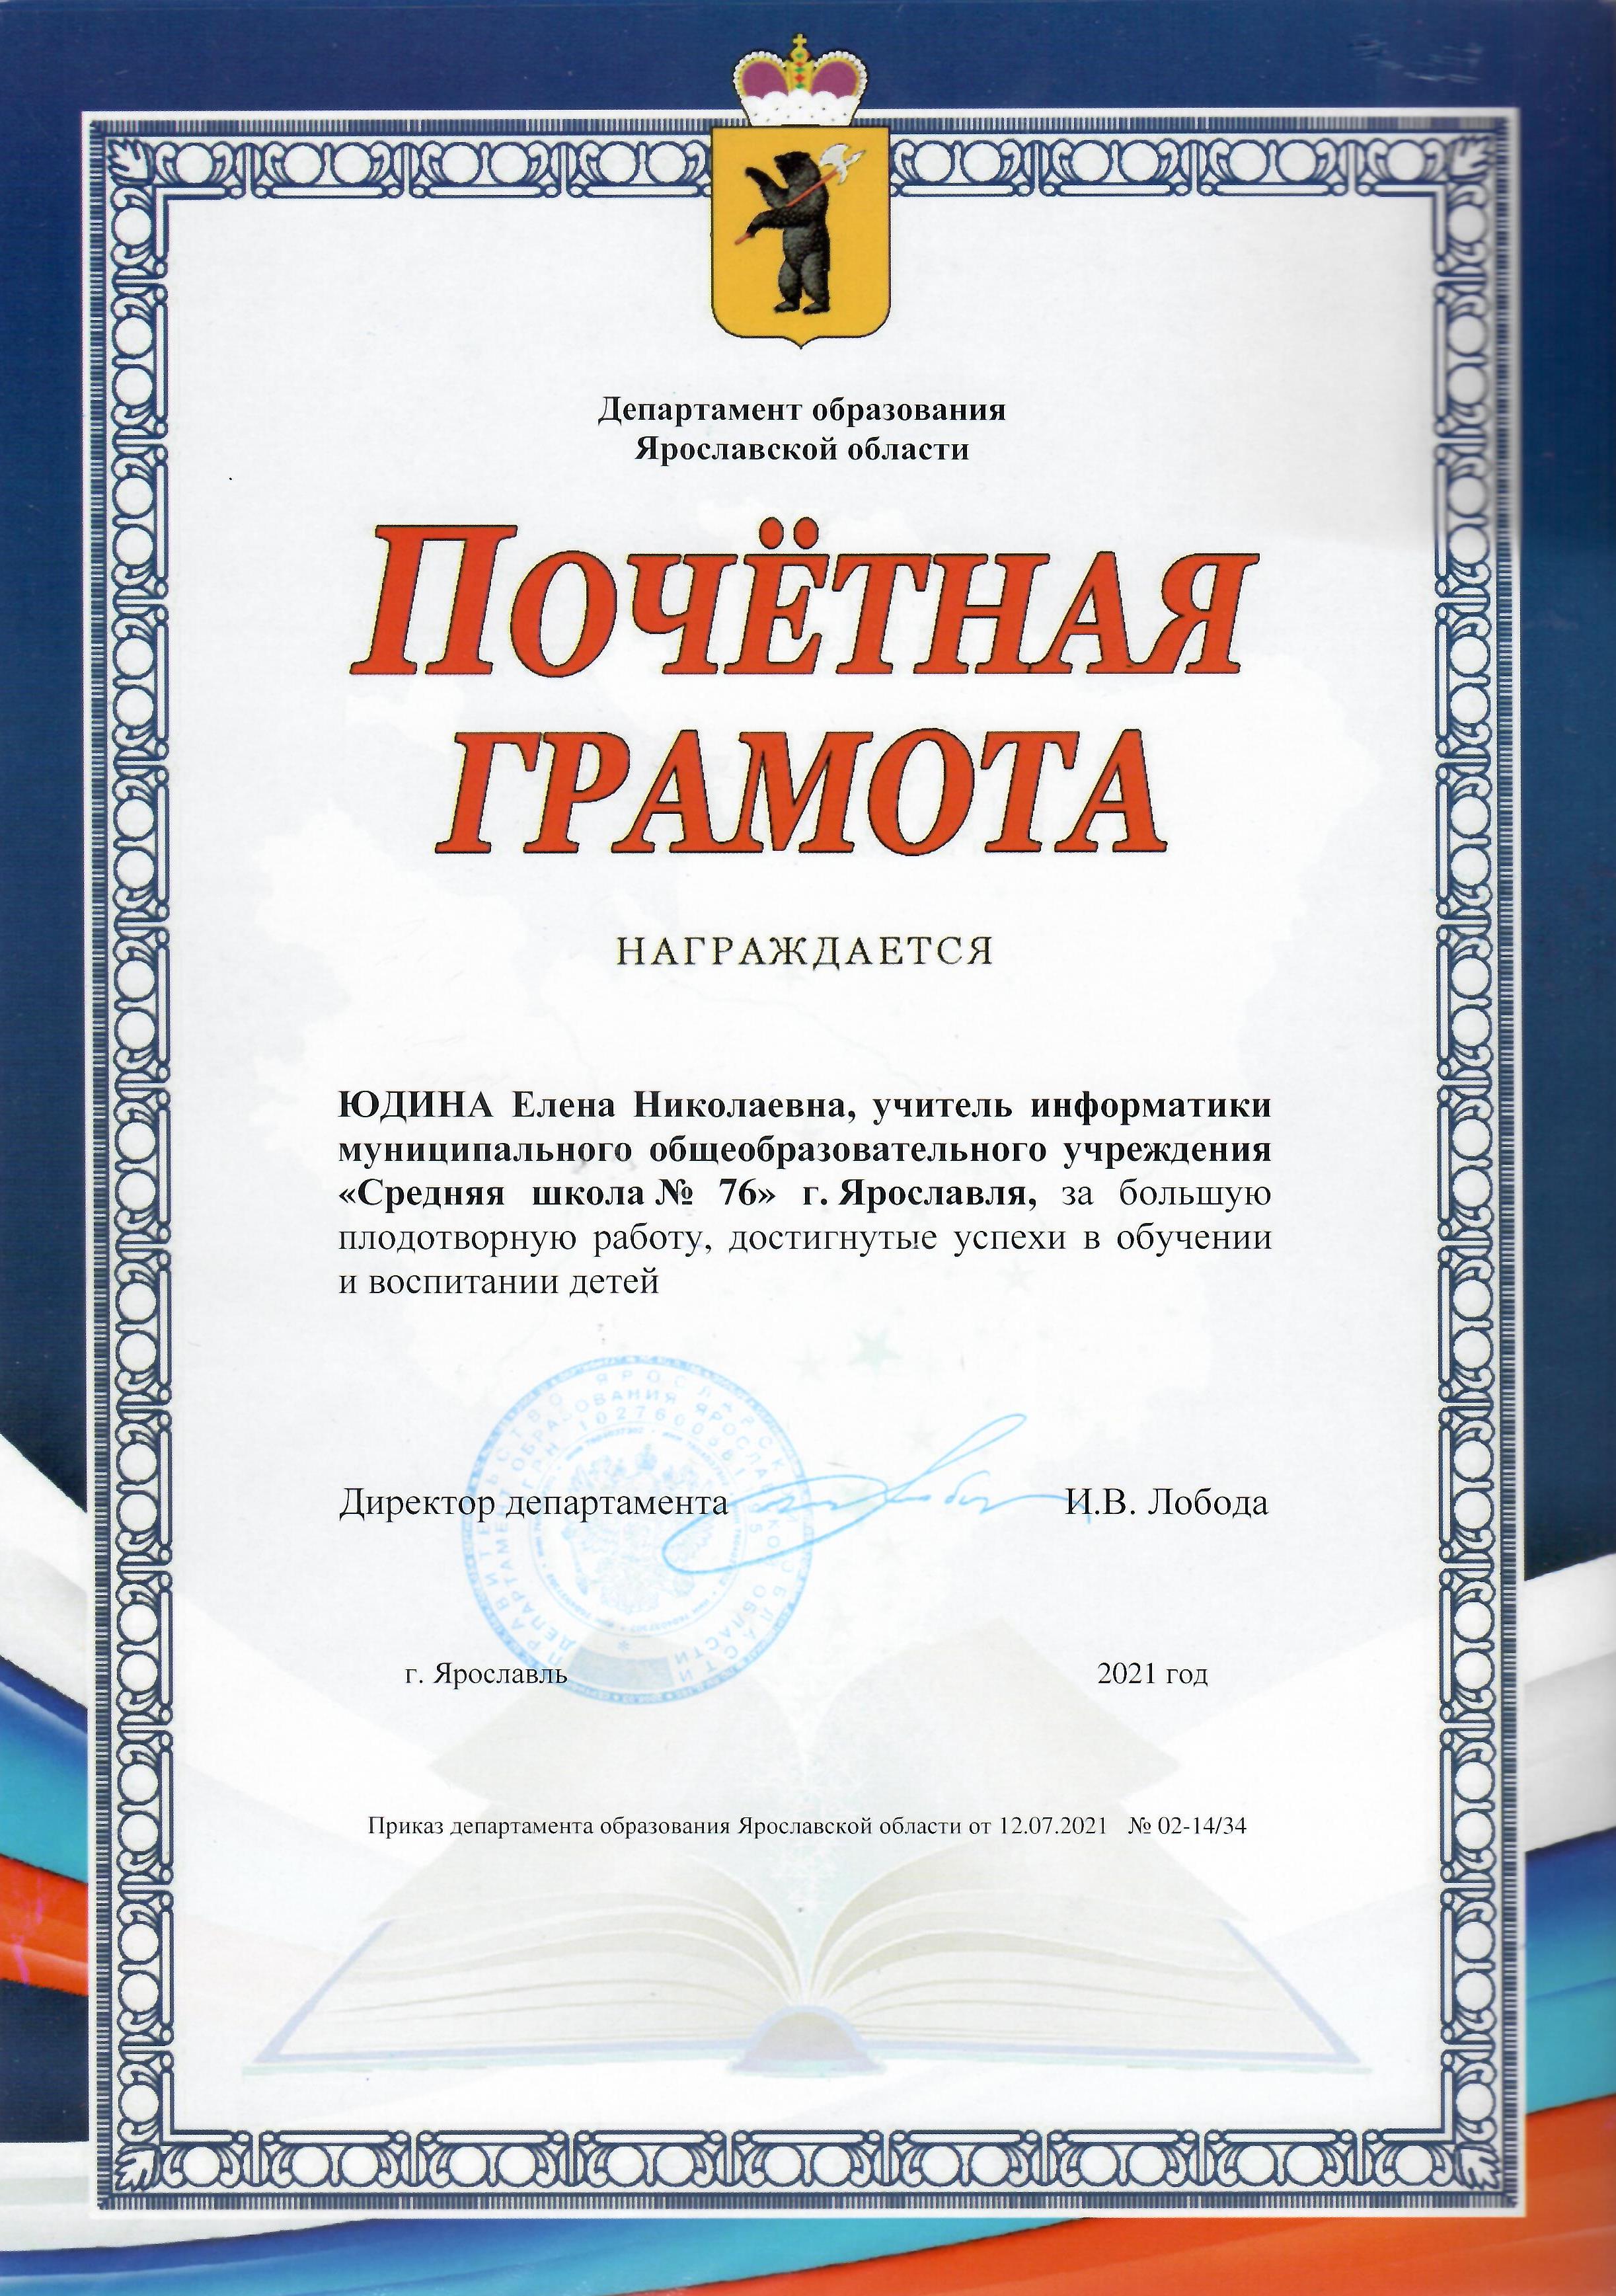 Департамент образования
Ярославской области
ПОЧЁТНАЯ
ГРАМОТА
НАГРАЖДАЕТСЯ
ЮДИНА Елена Николаевна, учитель информатики
муниципального общеобразовательного учреждения
«Средняя школа № 76» г. Ярославля, за большую
плодотворную работу, достигнутые успехи в обучении
и воспитании детей
Директор департамента И.В. Лобода
г. Ярославль 2021 год
Приказ департамента образования Ярославской области от 12.07.2021 № 02-14/34